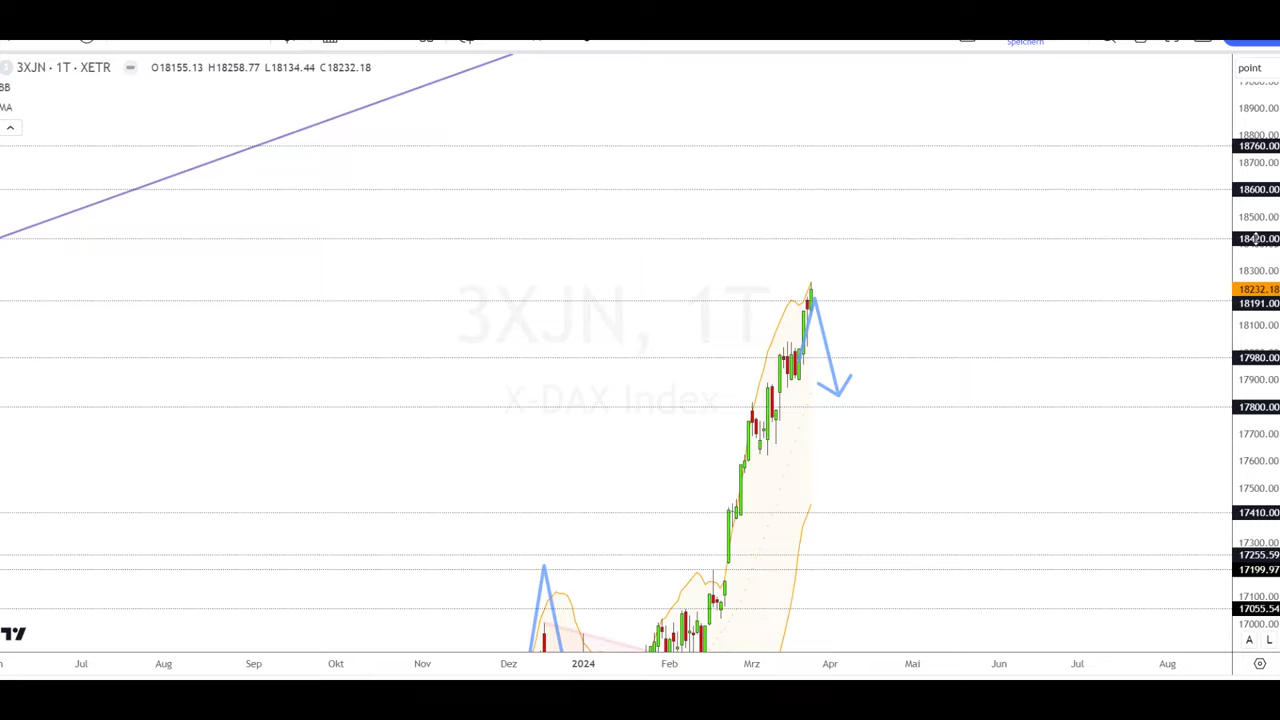 Speichern
3XJN · 1T · XETR O18155.13 H18258.77 L18134.44 C18232.18
point
BB
MA
3XJN, 1T
X-DAX Index
18900.00
18800.00
18760.00
18700.00
18600.00
18500.00
18420.00
18300.00
18232.18
18191.00
18100.00
17980.00
17900.00
17800.00
17700.00
17600.00
17500.00
17410.00
17300.00
17255.59
17199.97
17100.00
17055.54
17000.00
A L
Jul Aug Sep Okt Nov Dez 2024 Feb Mrz Apr Mai Jun Jul Aug